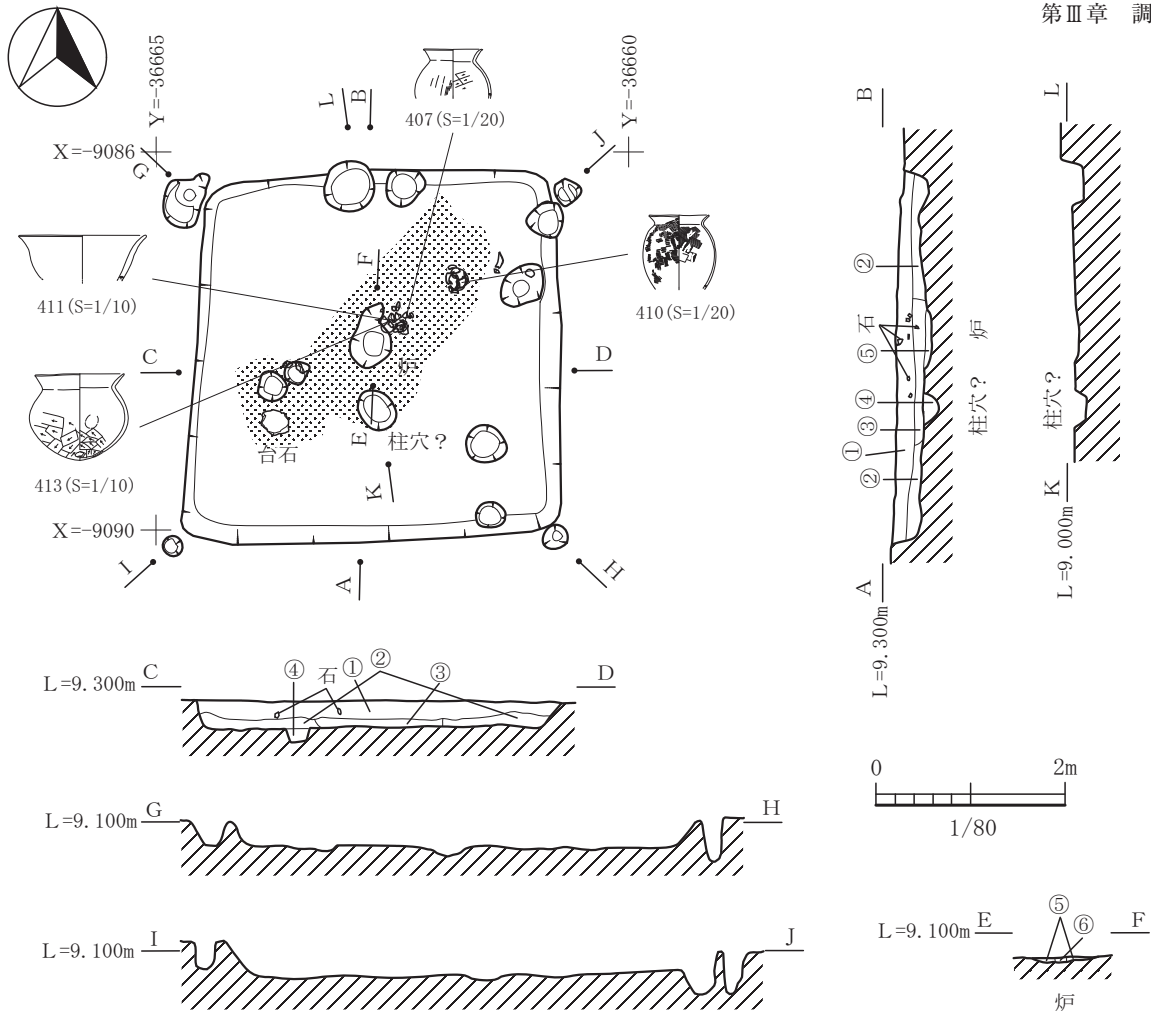 第Ⅲ章 調
Y=-36665
Y=-36660
X=-9086
X=-9090
L
B
J
G
F
C
D
E
K
I
A
H
407(S=1/20)
411(S=1/10)
410(S=1/20)
413(S=1/10)
炉
台石
柱穴？
B
②
石
⑤
④
③
①
②
炉
柱穴？
A
L=9.300m
L
柱穴？
K
L=9.000m
L=9.300m C ④ 石 ① ② ③ D
L=9.100m G H
L=9.100m I J
0 2m
1/80
L=9.100m E ⑤ ⑥ F
炉